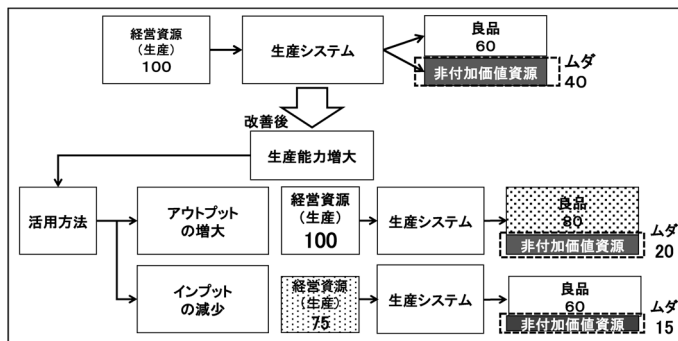 経営資源
（生産）
100
生産システム
良品
60
非付加価値資源
ムダ
40
改善後
生産能力増大
活用方法
アウトプット
の増大
経営資源
（生産）
100
生産システム
良品
80
非付加価値資源
ムダ
20
インプット
の減少
経営資源
（生産）
75
生産システム
良品
60
非付加価値資源
ムダ
15